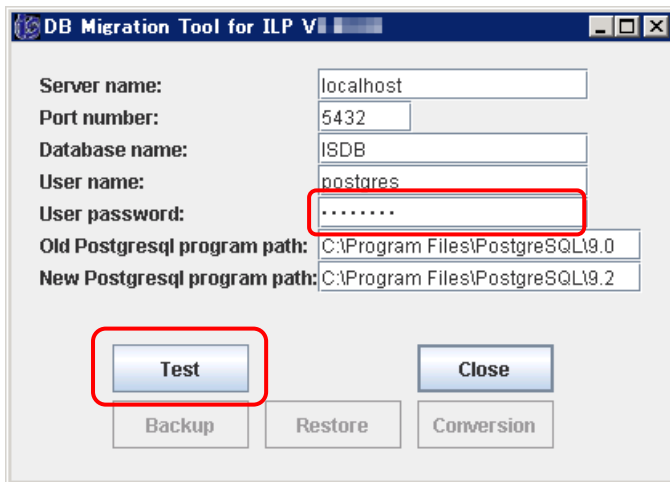 DB Migration Tool for ILP V
Server name: localhost
Port number: 5432
Database name: ISDB
User name: postgres
User password: ········
Old Postgresql program path: C:\Program Files\PostgreSQL\9.0
New Postgresql program path: C:\Program Files\PostgreSQL\9.2
Test Close
Backup Restore Conversion